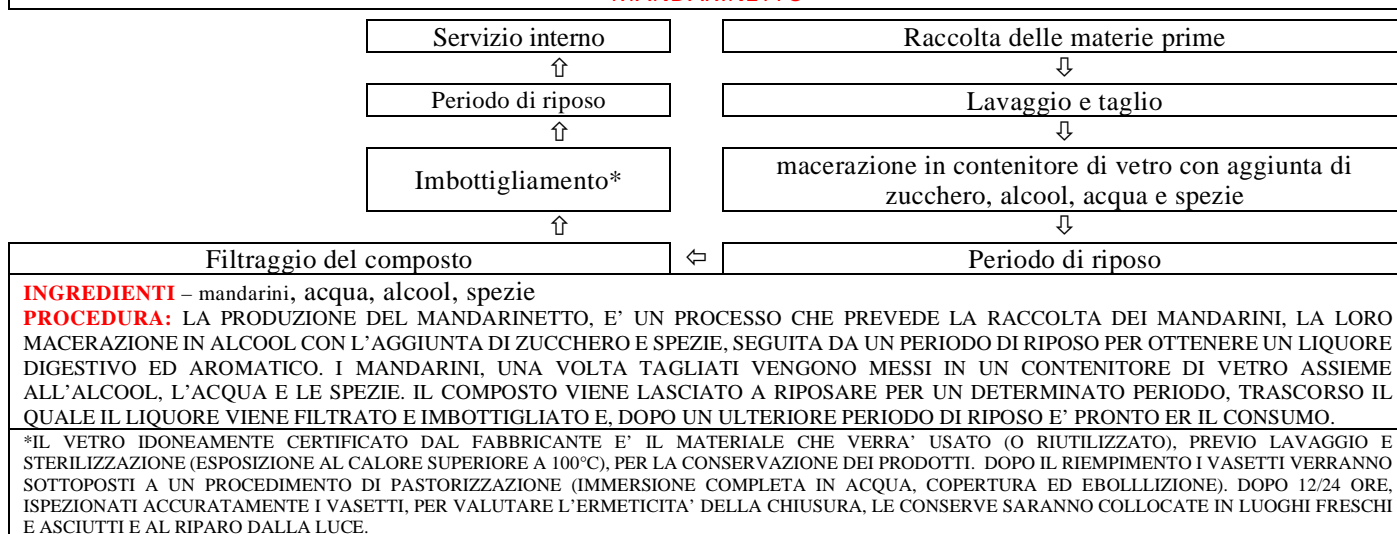 MANDARINETTO
Servizio interno
Raccolta delle materie prime
⇧ ⇩
Periodo di riposo
Lavaggio e taglio
⇧ ⇩
Imbottigliamento*
macerazione in contenitore di vetro con aggiunta di
zucchero, alcool, acqua e spezie
⇧ ⇩
Filtraggio del composto ⇦ Periodo di riposo
INGREDIENTI – mandarini, acqua, alcool, spezie
PROCEDURA: LA PRODUZIONE DEL MANDARINETTO, E’ UN PROCESSO CHE PREVEDE LA RACCOLTA DEI MANDARINI, LA LORO
MACERAZIONE IN ALCOOL CON L’AGGIUNTA DI ZUCCHERO E SPEZIE, SEGUITA DA UN PERIODO DI RIPOSO PER OTTENERE UN LIQUORE
DIGESTIVO ED AROMATICO. I MANDARINI, UNA VOLTA TAGLIATI VENGONO MESSI IN UN CONTENITORE DI VETRO ASSIEME
ALL’ALCOOL, L’ACQUA E LE SPEZIE. IL COMPOSTO VIENE LASCIATO A RIPOSARE PER UN DETERMINATO PERIODO, TRASCORSO IL
QUALE IL LIQUORE VIENE FILTRATO E IMBOTTIGLIATO E, DOPO UN ULTERIORE PERIODO DI RIPOSO E’ PRONTO ER IL CONSUMO.
*IL VETRO IDONEAMENTE CERTIFICATO DAL FABBRICANTE E’ IL MATERIALE CHE VERRA’ USATO (O RIUTILIZZATO), PREVIO LAVAGGIO E
STERILIZZAZIONE (ESPOSIZIONE AL CALORE SUPERIORE A 100°C), PER LA CONSERVAZIONE DEI PRODOTTI. DOPO IL RIEMPIMENTO I VASETTI VERRANNO
SOTTOPOSTI A UN PROCEDIMENTO DI PASTORIZZAZIONE (IMMERSIONE COMPLETA IN ACQUA, COPERTURA ED EBOLLLIZIONE). DOPO 12/24 ORE,
ISPEZIONATI ACCURATAMENTE I VASETTI, PER VALUTARE L’ERMETICITA’ DELLA CHIUSURA, LE CONSERVE SARANNO COLLOCATE IN LUOGHI FRESCHI
E ASCIUTTI E AL RIPARO DALLA LUCE.